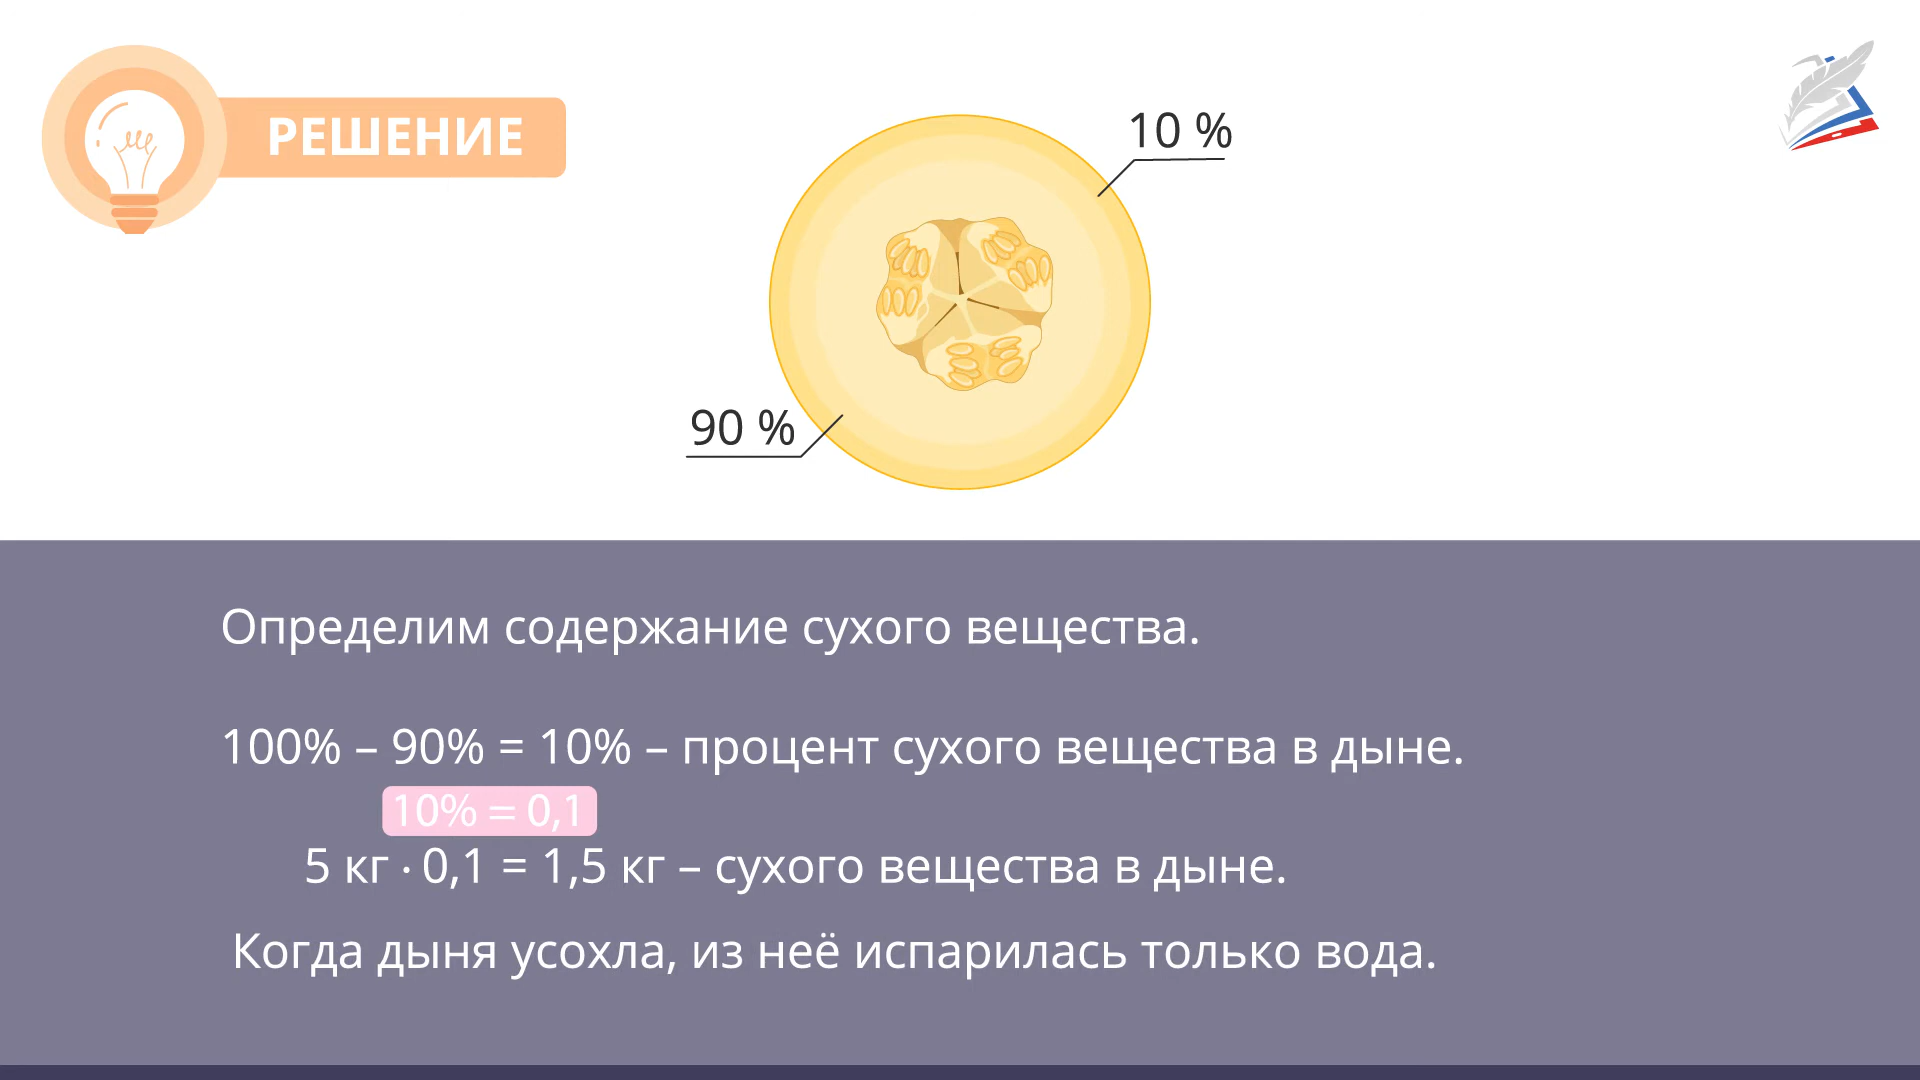 РЕШЕНИЕ
10 %
90 %
Определим содержание сухого вещества.
100% – 90% = 10% – процент сухого вещества в дыне.
10% = 0,1
5 кг · 0,1 = 1,5 кг – сухого вещества в дыне.
Когда дыня усохла, из неё испарилась только вода.